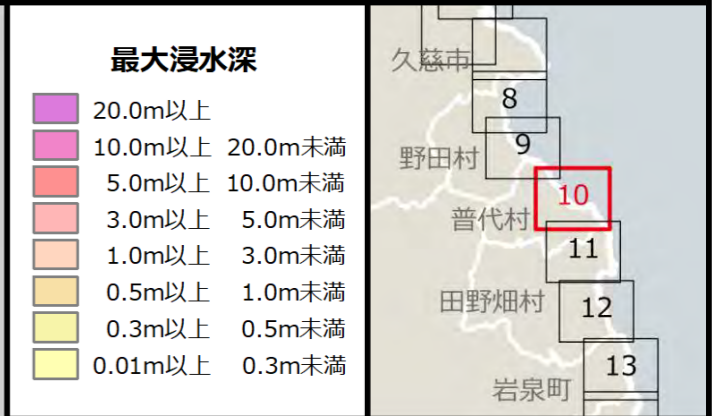 最大浸水深
20.0m以上
10.0m以上 20.0m未満
5.0m以上 10.0m未満
3.0m以上 5.0m未満
1.0m以上 3.0m未満
0.5m以上 1.0m未満
0.3m以上 0.5m未満
0.01m以上 0.3m未満
久慈市
8
9
野田村
10
普代村
11
田野畑村
12
13
岩泉町